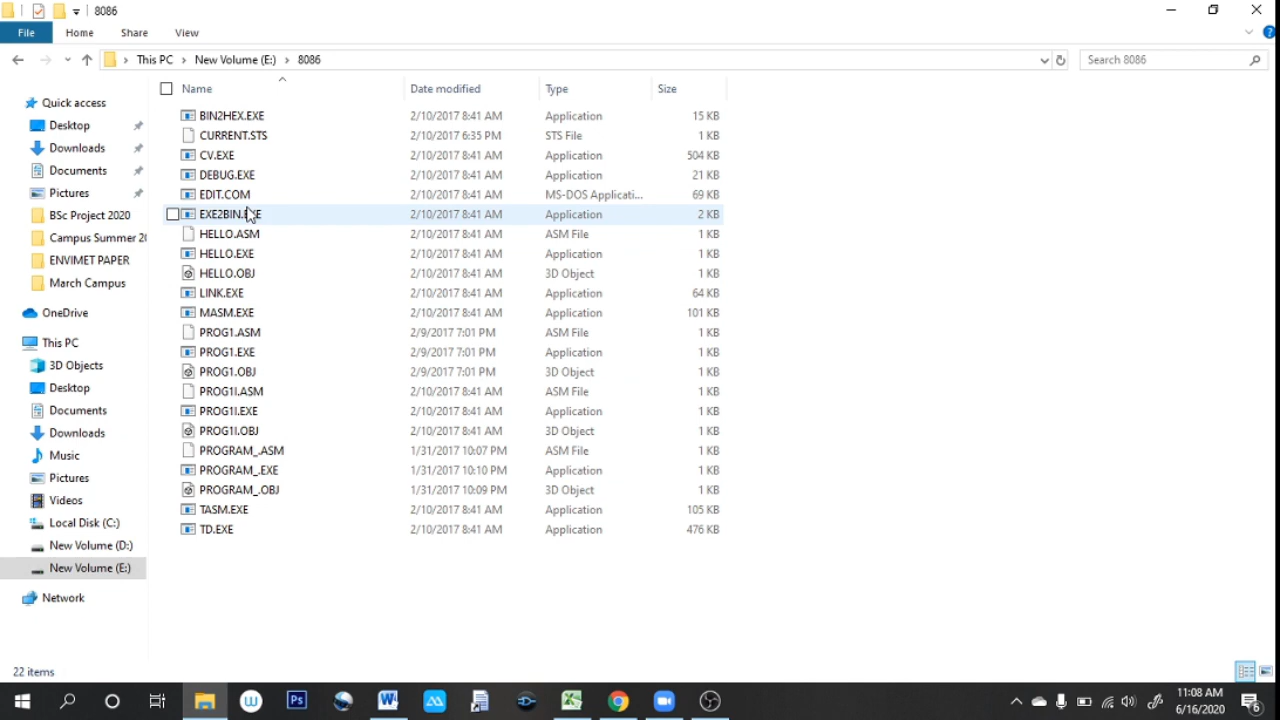 8086
File Home Share View
This PC > New Volume (E:) > 8086
Search 8086
Name Date modified Type Size
Quick access
Desktop
Downloads
Documents
Pictures
BSc Project 2020
Campus Summer 20
ENVIMET PAPER
March Campus
OneDrive
This PC
3D Objects
Desktop
Documents
Downloads
Music
Pictures
Videos
Local Disk (C:)
New Volume (D:)
New Volume (E:)
Network
BIN2HEX.EXE 2/10/2017 8:41 AM Application 15 KB
CURRENT.STS 2/10/2017 6:35 PM STS File 1 KB
CV.EXE 2/10/2017 8:41 AM Application 504 KB
DEBUG.EXE 2/10/2017 8:41 AM Application 21 KB
EDIT.COM 2/10/2017 8:41 AM MS-DOS Applicati... 69 KB
EXE2BIN.EXE 2/10/2017 8:41 AM Application 2 KB
HELLO.ASM 2/10/2017 8:41 AM ASM File 1 KB
HELLO.EXE 2/10/2017 8:41 AM Application 1 KB
HELLO.OBJ 2/10/2017 8:41 AM 3D Object 1 KB
LINK.EXE 2/10/2017 8:41 AM Application 64 KB
MASM.EXE 2/10/2017 8:41 AM Application 101 KB
PROG1.ASM 2/9/2017 7:01 PM ASM File 1 KB
PROG1.EXE 2/9/2017 7:01 PM Application 1 KB
PROG1.OBJ 2/9/2017 7:01 PM 3D Object 1 KB
PROG1I.ASM 2/10/2017 8:41 AM ASM File 1 KB
PROG1I.EXE 2/10/2017 8:41 AM Application 1 KB
PROG1I.OBJ 2/10/2017 8:41 AM 3D Object 1 KB
PROGRAM_.ASM 1/31/2017 10:07 PM ASM File 1 KB
PROGRAM_.EXE 1/31/2017 10:10 PM Application 1 KB
PROGRAM_.OBJ 1/31/2017 10:09 PM 3D Object 1 KB
TASM.EXE 2/10/2017 8:41 AM Application 105 KB
TD.EXE 2/10/2017 8:41 AM Application 476 KB
22 items
11:08 AM
6/16/2020
6